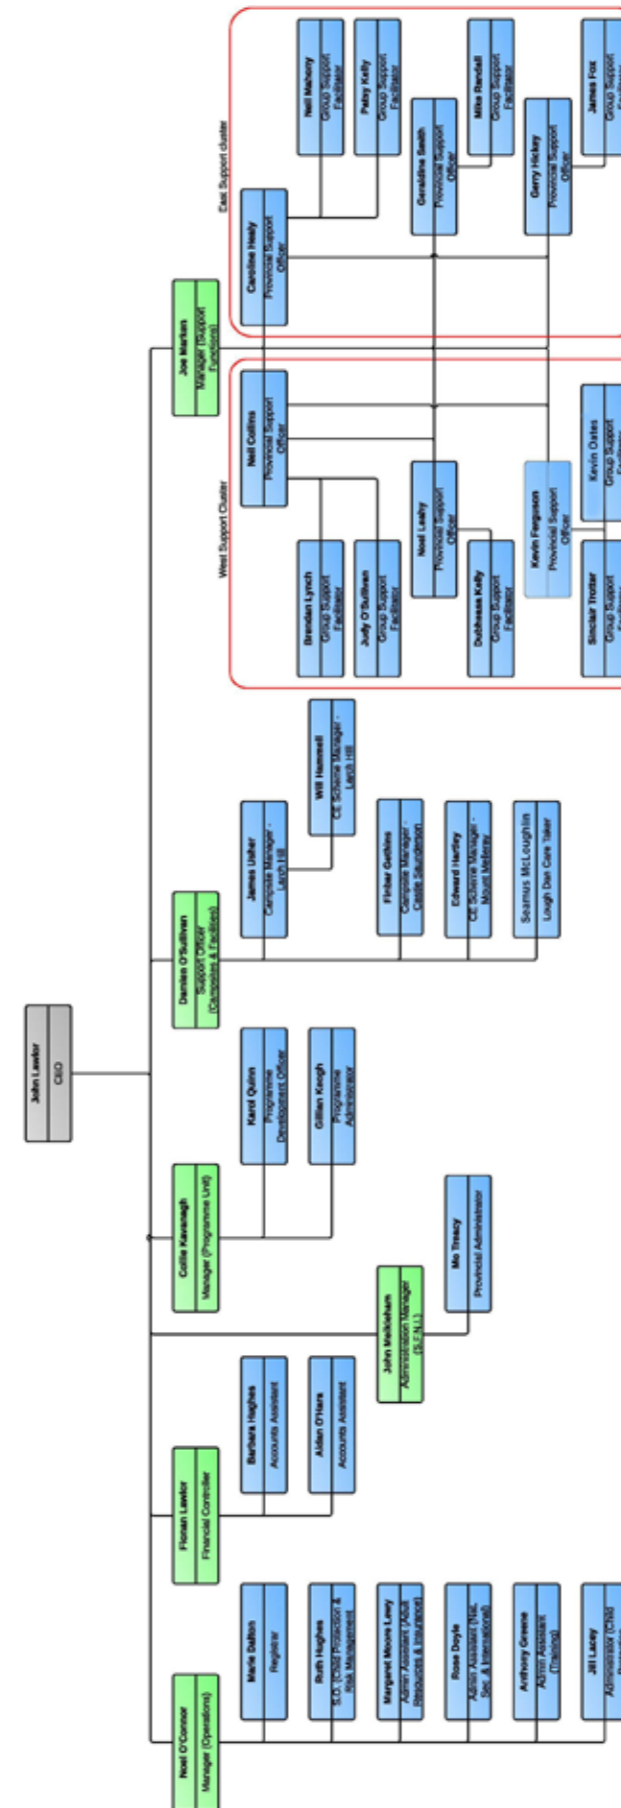 John Lawlor
CEO
Noel O'Connor
Manager (Operations)
Marie Dalton
Registrar
Ruth Hughes
S.O. (Child Protection &
Risk Management)
Margaret Moore Lewy
Admin Assistant (Adult
Resources & Insurance)
Rose Doyle
Admin Assistant (Nat.
Sec. & International)
Anthony Greene
Admin Assistant
(Training)
Jill Lacey
Administrator (Child
Financial Controller
Barbara Hughes
Accounts Assistant
Aidan O'Hara
Accounts Assistant
John Meikleham
Administration Manager
(S.F.N.I.)
Mo Treacy
Provincial Administrator
Collie Kavanagh
Manager (Programme Unit)
Karol Quinn
Programme
Development Officer
Gillian Keogh
Programme
Administrator
Damien O'Sullivan
Support Officer
(Campsites & Facilities)
James Usher
Campsite Manager -
Larch Hill
Will Hammell
CE Scheme Manager -
Larch Hill
Finbar Gethins
Campsite Manager -
Castle Saunderson
Edward Hartley
CE Scheme Manager -
Mount Melleray
Seamus McLoughlin
Lough Dan Care Taker
Joe Marken
Manager (Support
Functions)
West Support Cluster
Neil Collins
Provincial Support
Officer
Brendan Lynch
Group Support
Facilitator
Judy O'Sullivan
Group Support
Facilitator
Noel Leahy
Provincial Support
Officer
Dubheasa Kelly
Group Support
Facilitator
Kevin Ferguson
Provincial Support
Officer
Sinclair Trotter
Group Support
Kevin Oates
Group Support
East Support cluster
Caroline Healy
Provincial Support
Officer
Neil Mahony
Group Support
Facilitator
Patsy Kelly
Group Support
Facilitator
Geraldine Smith
Provincial Support
Officer
Mike Randall
Group Support
Facilitator
Gerry Hickey
Provincial Support
Officer
James Fox
Group Support